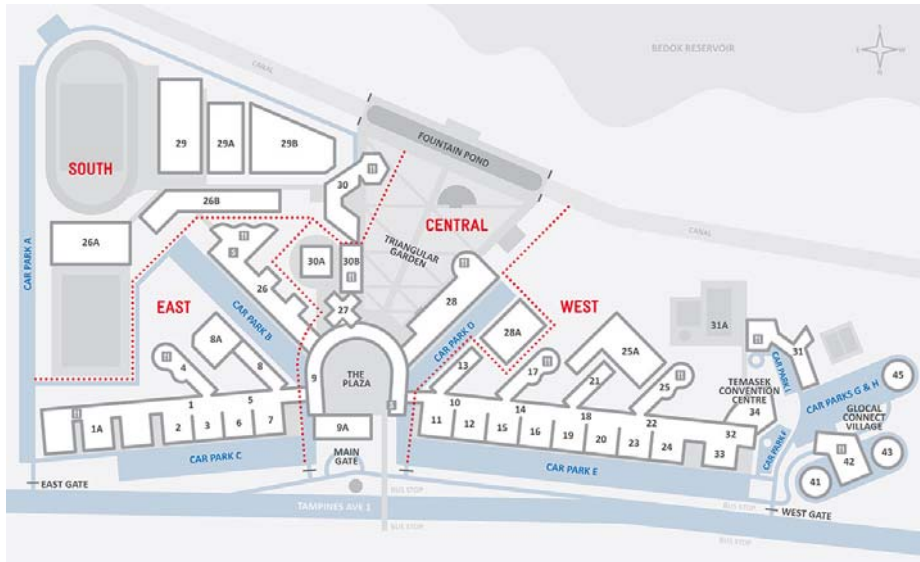 BEDOK RESERVOIR
CANAL
FOUNTAIN POND
29
29A
29B
SOUTH
30
26B
CENTRAL
TRIANGULAR
GARDEN
CANAL
26A
5
30A
30B
CAR PARK A
26
EAST
CAR PARK B
27
28
WEST
CAR PARK D
28A
31A
8A
4
8
9
THE
PLAZA
13
17
21
25A
25
31
CAR PARK I
TEMASEK
CONVENTION
CENTRE
34
CAR PARKS G & H
45
GLOCAL
CONNECT
VILLAGE
1
5
10
14
18
22
1A
2
3
6
7
9A
11
12
15
16
19
20
23
24
32
33
CAR PARK F
42
43
41
CAR PARK C
MAIN
GATE
CAR PARK E
EAST GATE
BUS STOP
BUS STOP
WEST GATE
TAMPINES AVE 1
BUS STOP
BUS STOP